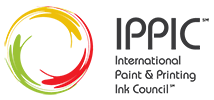 IPPIC℠
International
Paint & Printing
Ink Council℠